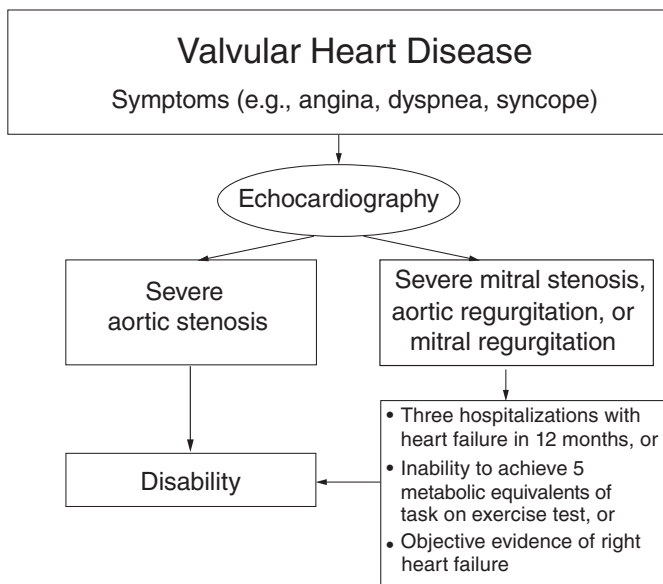 Valvular Heart Disease
Symptoms (e.g., angina, dyspnea, syncope)
Echocardiography
Severe
aortic stenosis
Severe mitral stenosis,
aortic regurgitation, or
mitral regurgitation
• Three hospitalizations with
heart failure in 12 months, or
• Inability to achieve 5
metabolic equivalents of
task on exercise test, or
• Objective evidence of right
heart failure
Disability